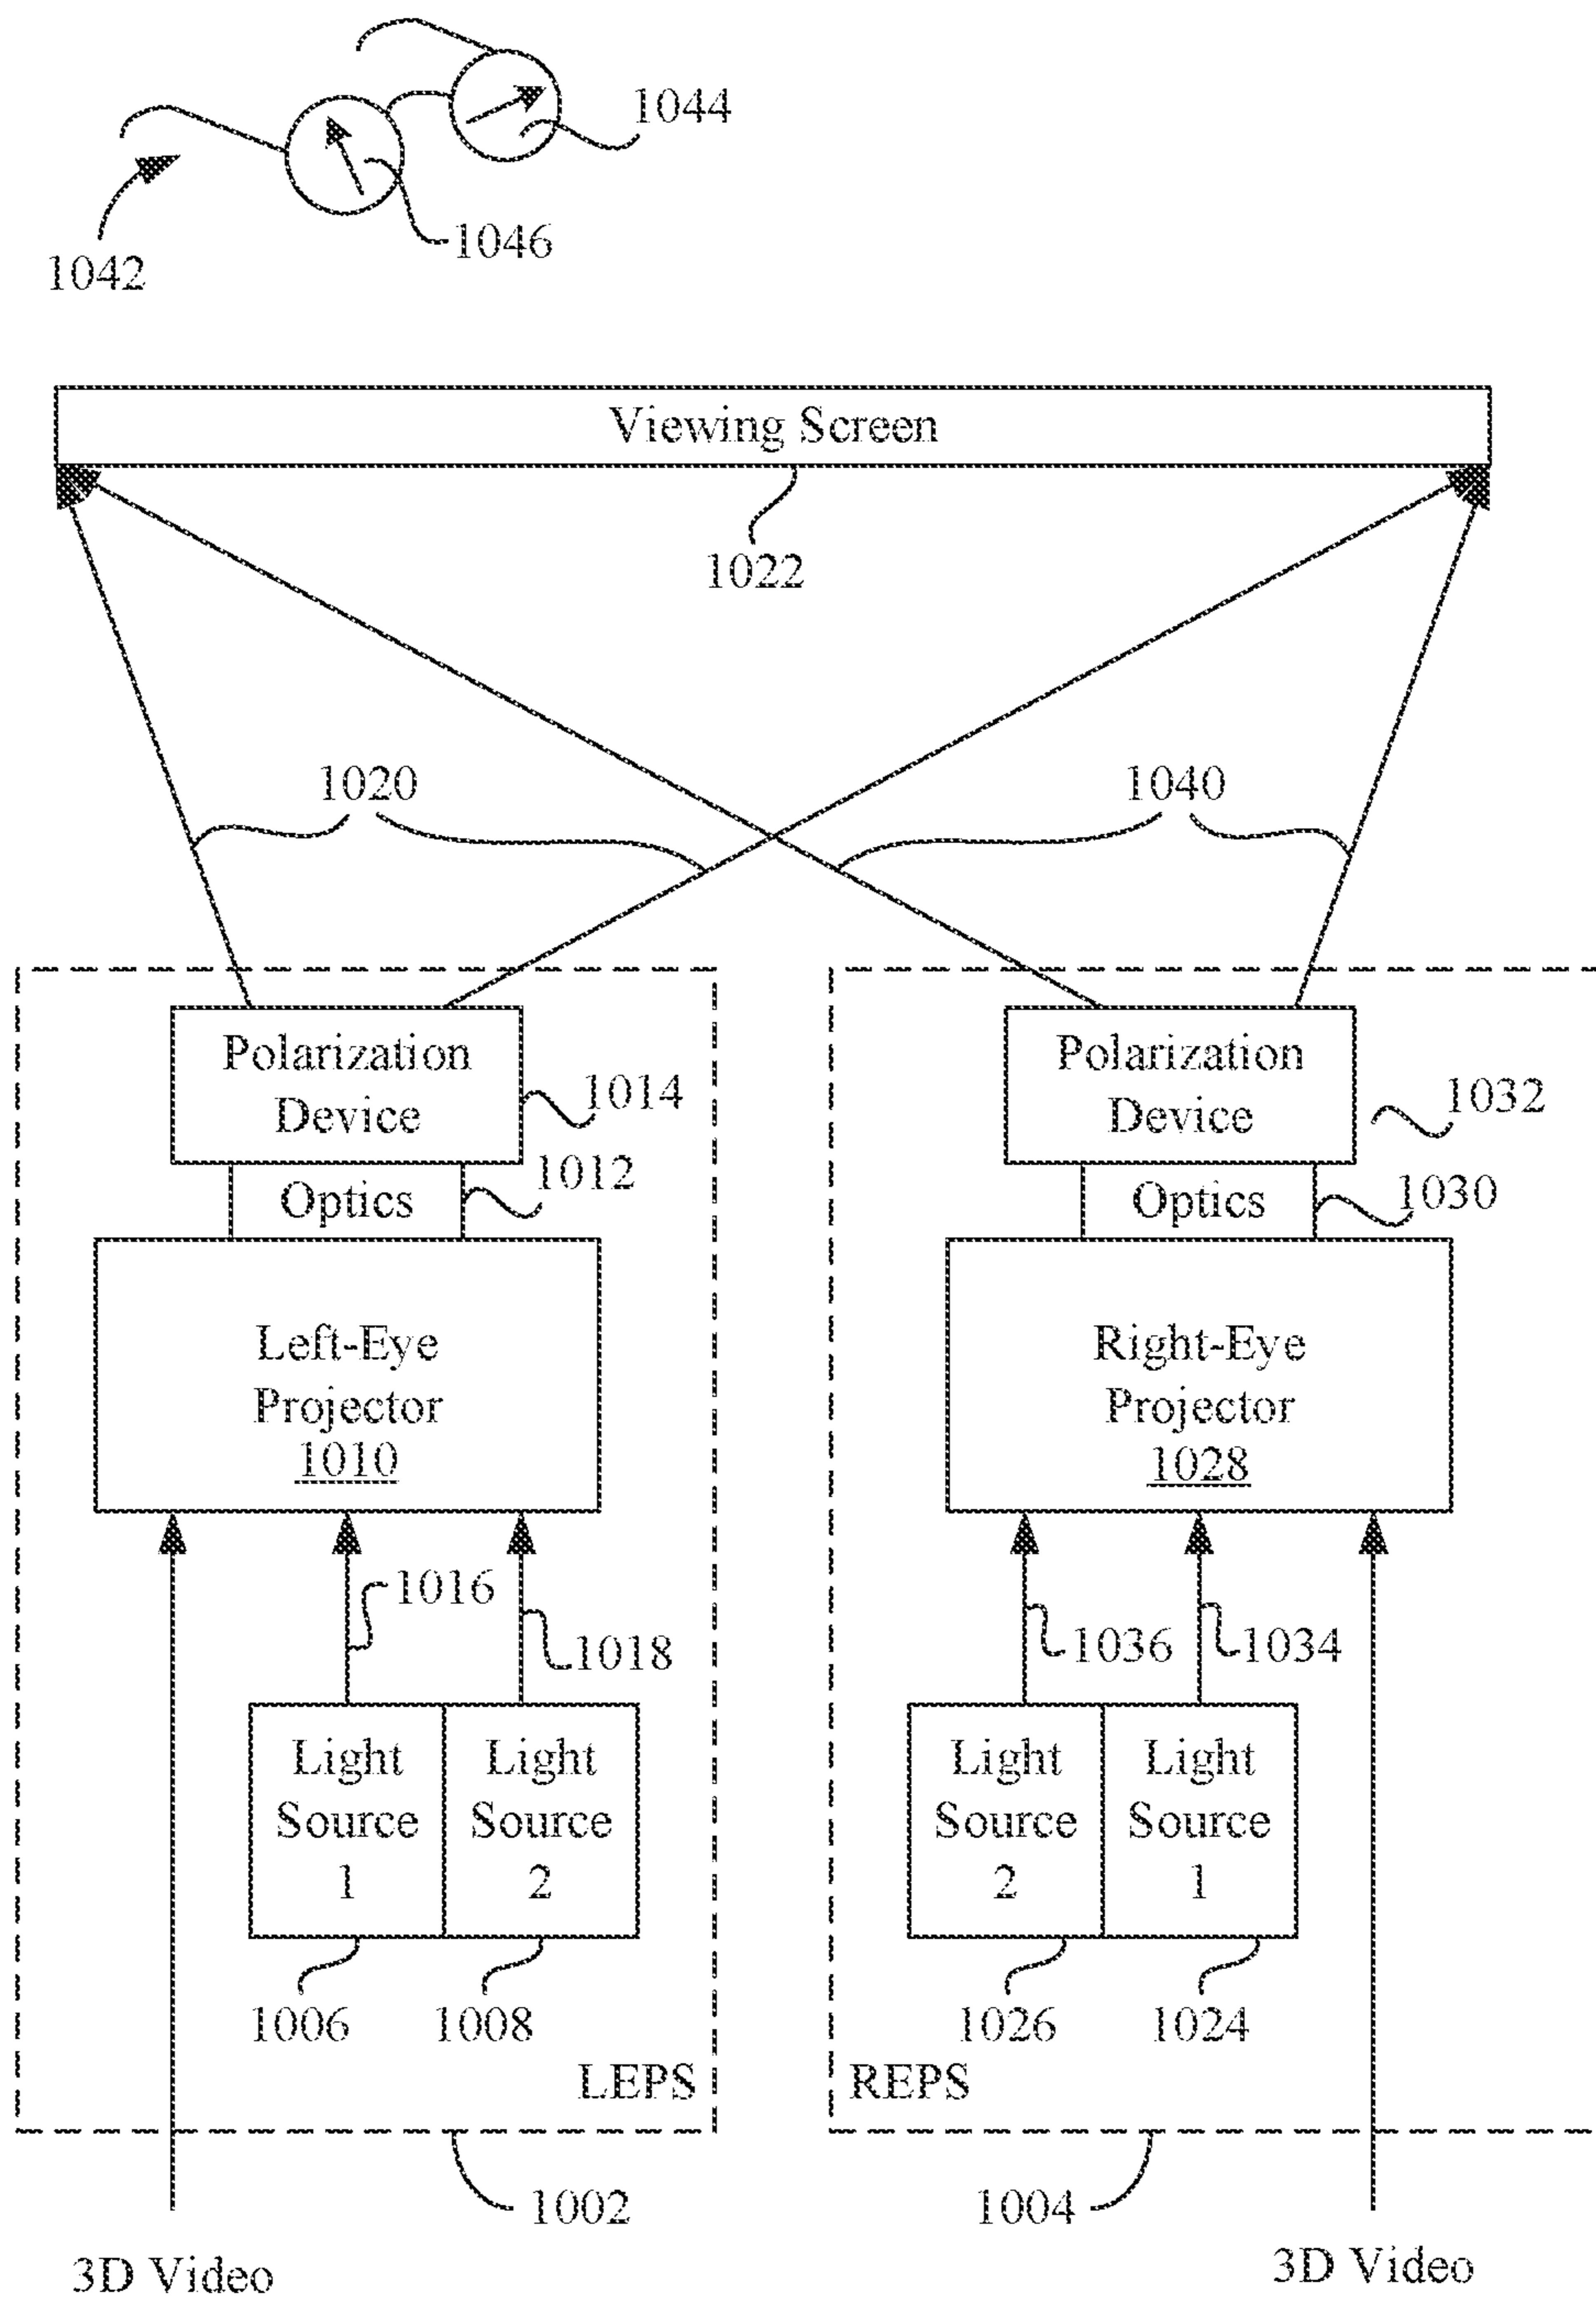 1044
1046
1042
Viewing Screen
1022
1020
1040
Polarization
Device
1014
1012
Optics
Left-Eye
Projector
1010
1016
1018
Light
Source
1
Light
Source
2
1006
1008
LEPS
1002
3D Video
Polarization
Device
1032
Optics
1030
Right-Eye
Projector
1028
1036
1034
Light
Source
2
Light
Source
1
1026
1024
REPS
1004
3D Video